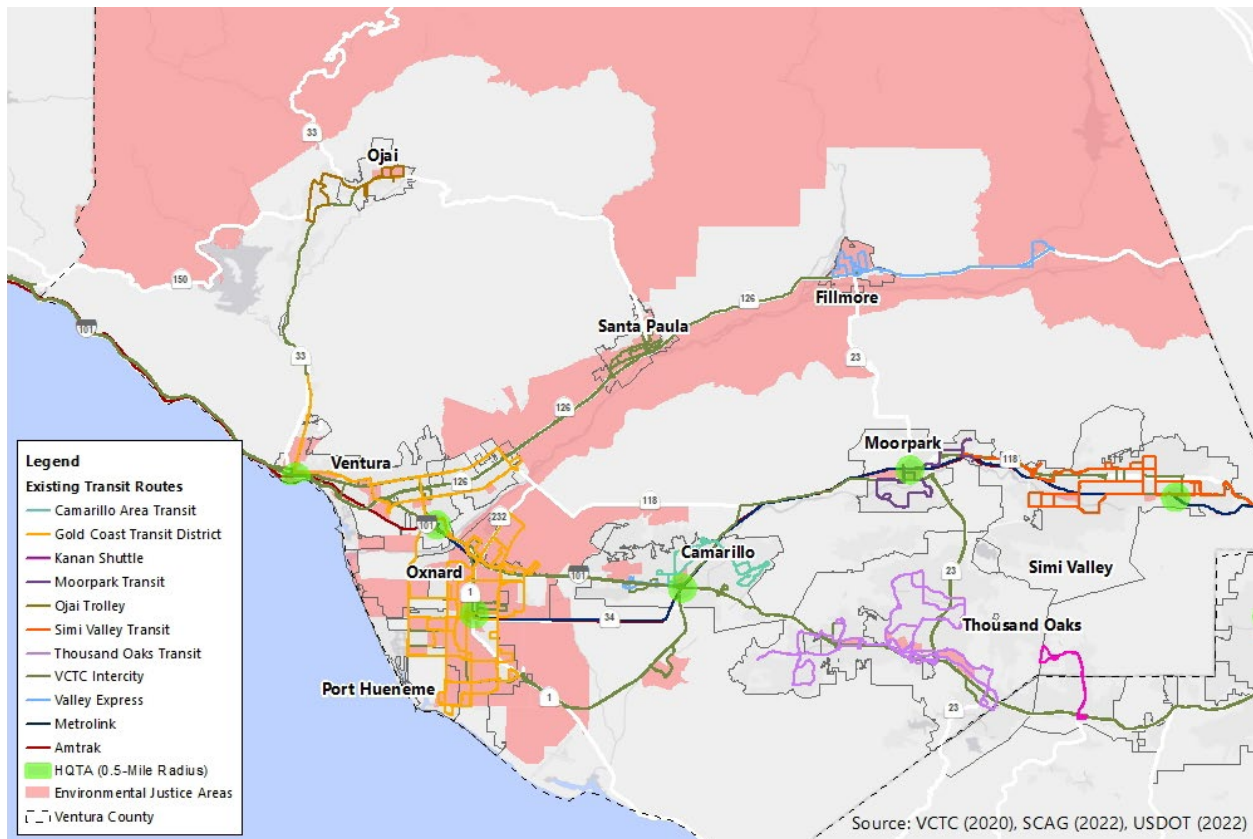 33
Ojai
150
101
Fillmore
126
Santa Paula
33
23
126
Moorpark
Ventura
118
126
118
101
232
Camarillo
101
Oxnard
23
Simi Valley
1
34
Thousand Oaks
Port Hueneme
1
23
Legend
Existing Transit Routes
Camarillo Area Transit
Gold Coast Transit District
Kanan Shuttle
Moorpark Transit
Ojai Trolley
Simi Valley Transit
Thousand Oaks Transit
VCTC Intercity
Valley Express
Metrolink
Amtrak
HQTA (0.5-Mile Radius)
Environmental Justice Areas
Ventura County
Source: VCTC (2020), SCAG (2022), USDOT (2022)